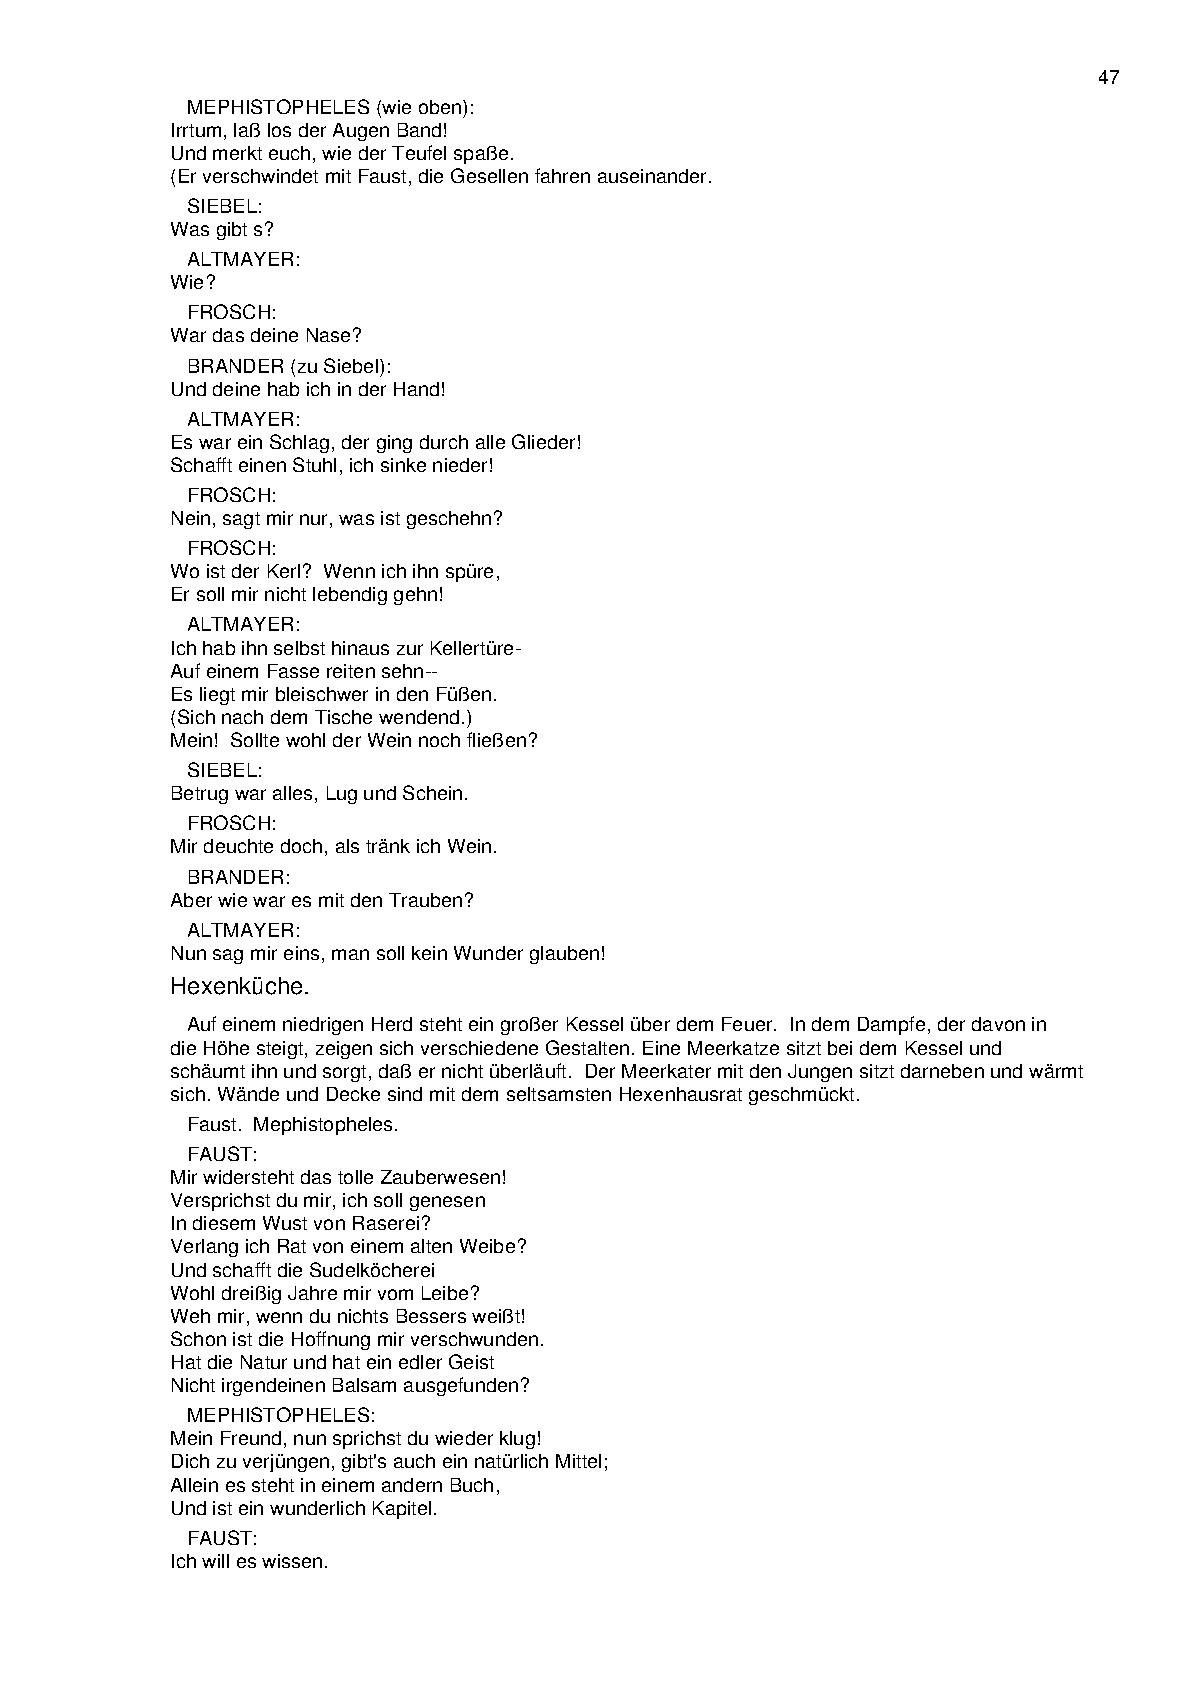 47
MEPHISTOPHELES (wie oben):
Irrtum, laß los der Augen Band!
Und merkt euch, wie der Teufel spaße.
(Er verschwindet mit Faust, die Gesellen fahren auseinander.
SIEBEL:
Was gibt s?
ALTMAYER:
Wie?
FROSCH:
War das deine Nase?
BRANDER (zu Siebel):
Und deine hab ich in der Hand!
ALTMAYER:
Es war ein Schlag, der ging durch alle Glieder!
Schafft einen Stuhl, ich sinke nieder!
FROSCH:
Nein, sagt mir nur, was ist geschehn?
FROSCH:
Wo ist der Kerl?  Wenn ich ihn spüre,
Er soll mir nicht lebendig gehn!
ALTMAYER:
Ich hab ihn selbst hinaus zur Kellertüre-
Auf einem Fasse reiten sehn--
Es liegt mir bleischwer in den Füßen.
(Sich nach dem Tische wendend.)
Mein!  Sollte wohl der Wein noch fließen?
SIEBEL:
Betrug war alles, Lug und Schein.
FROSCH:
Mir deuchte doch, als tränk ich Wein.
BRANDER:
Aber wie war es mit den Trauben?
ALTMAYER:
Nun sag mir eins, man soll kein Wunder glauben!
Hexenküche.
Auf einem niedrigen Herd steht ein großer Kessel über dem Feuer.  In dem Dampfe, der davon in
die Höhe steigt, zeigen sich verschiedene Gestalten. Eine Meerkatze sitzt bei dem Kessel und
schäumt ihn und sorgt, daß er nicht überläuft.  Der Meerkater mit den Jungen sitzt darneben und wärmt
sich. Wände und Decke sind mit dem seltsamsten Hexenhausrat geschmückt.
Faust.  Mephistopheles.
FAUST:
Mir widersteht das tolle Zauberwesen!
Versprichst du mir, ich soll genesen
In diesem Wust von Raserei?
Verlang ich Rat von einem alten Weibe?
Und schafft die Sudelköcherei
Wohl dreißig Jahre mir vom Leibe?
Weh mir, wenn du nichts Bessers weißt!
Schon ist die Hoffnung mir verschwunden.
Hat die Natur und hat ein edler Geist
Nicht irgendeinen Balsam ausgefunden?
MEPHISTOPHELES:
Mein Freund, nun sprichst du wieder klug!
Dich zu verjüngen, gibt's auch ein natürlich Mittel;
Allein es steht in einem andern Buch,
Und ist ein wunderlich Kapitel.
FAUST:
Ich will es wissen.